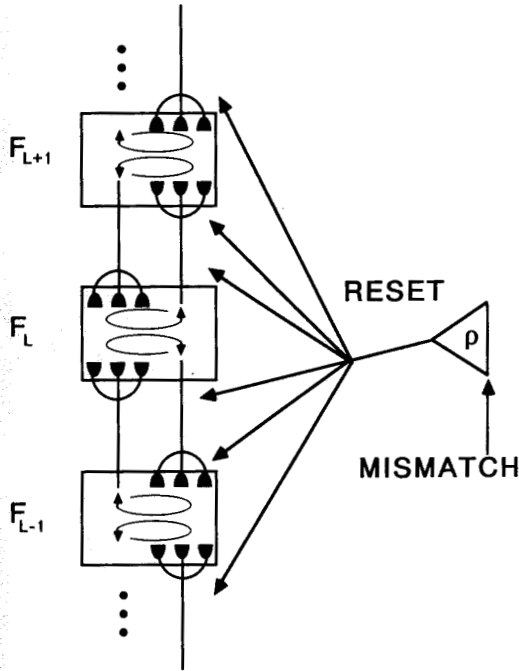 F_{L+1}
RESET
F_L
ρ
MISMATCH
F_{L-1}